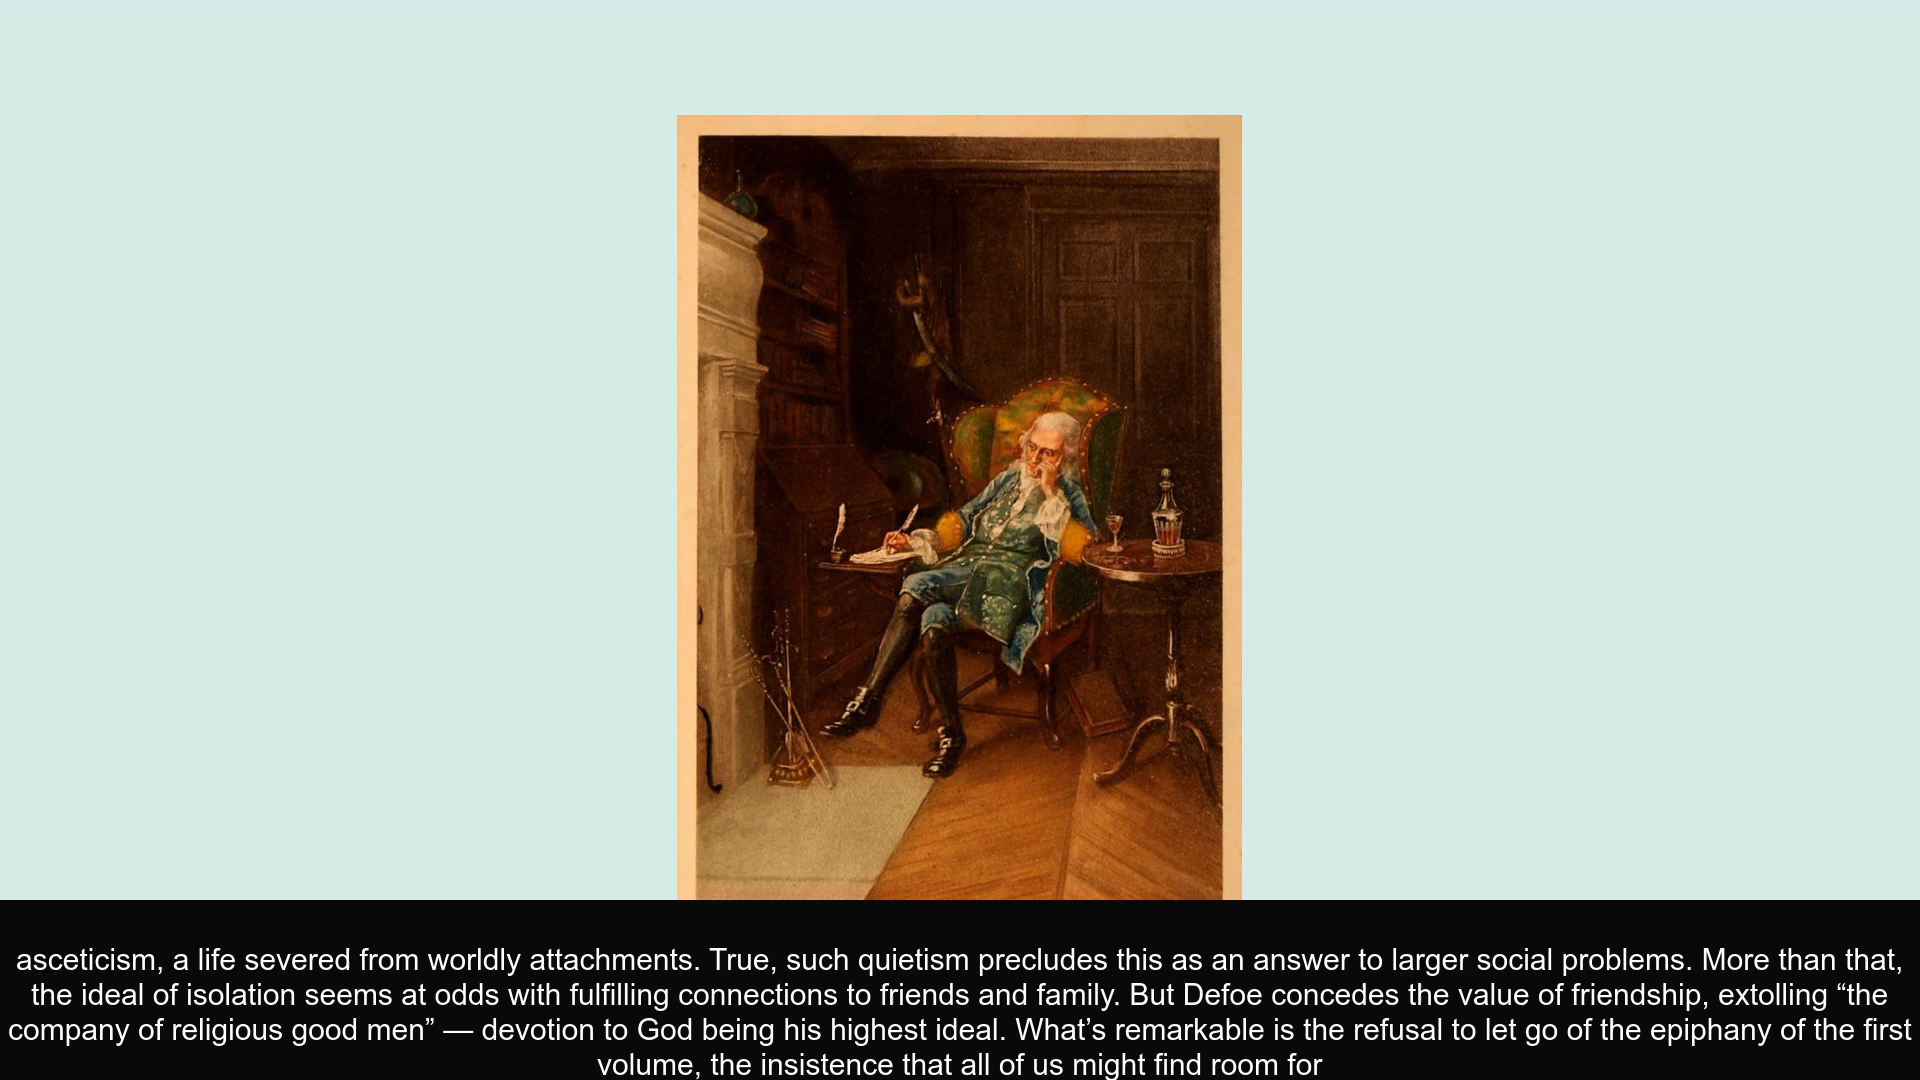 asceticism, a life severed from worldly attachments. True, such quietism precludes this as an answer to larger social problems. More than that,
the ideal of isolation seems at odds with fulfilling connections to friends and family. But Defoe concedes the value of friendship, extolling “the
company of religious good men” — devotion to God being his highest ideal. What’s remarkable is the refusal to let go of the epiphany of the first
volume, the insistence that all of us might find room for